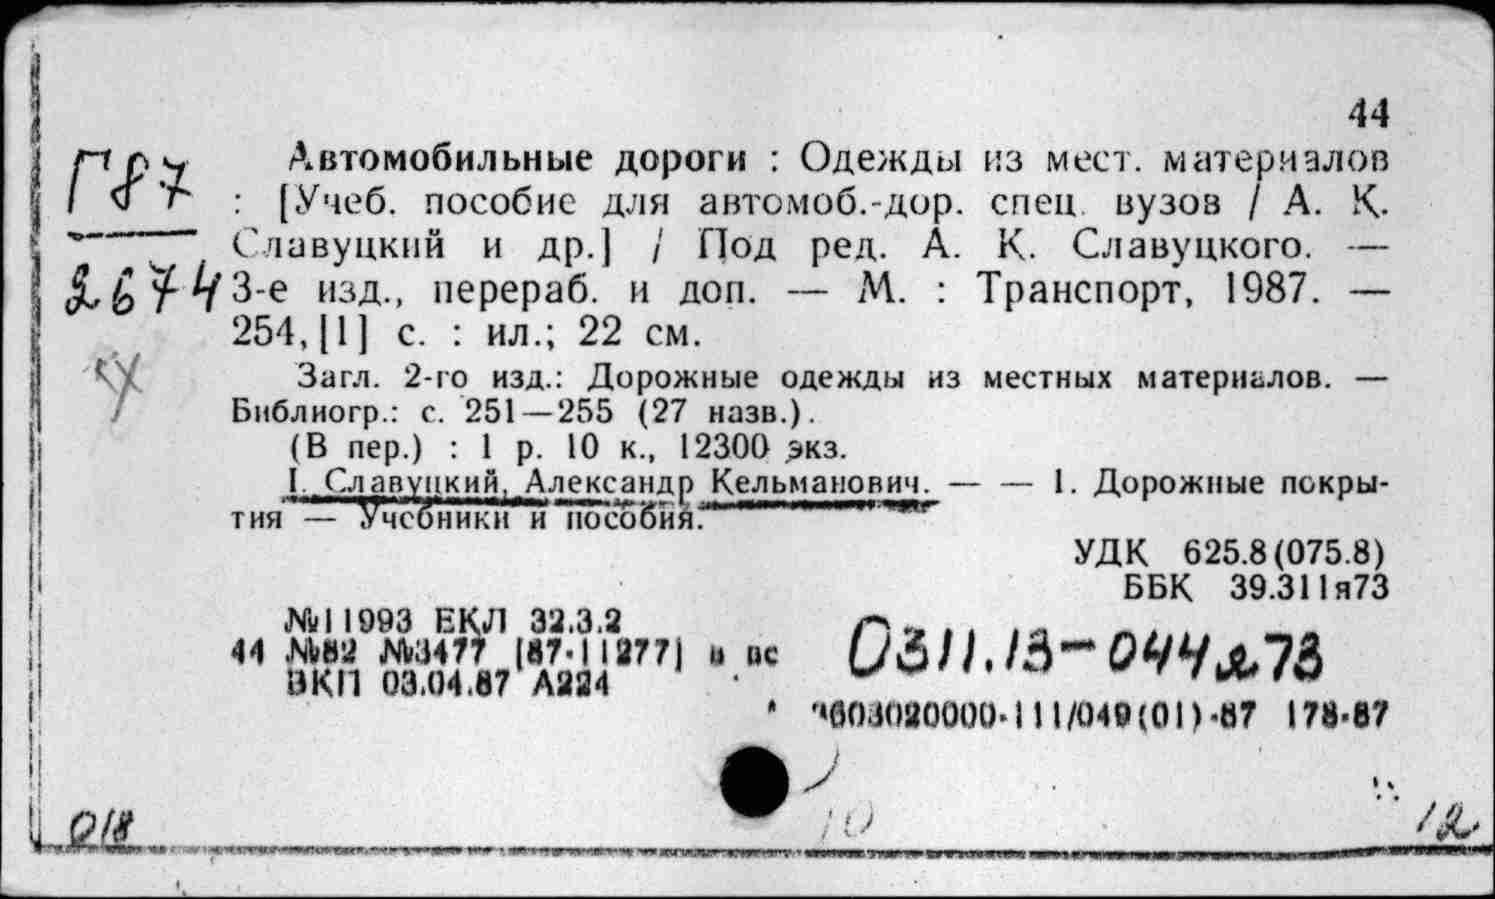 44
Г87
2674
Автомобильные дороги : Одежды из мест. материалов
: [Учеб. пособие для автомоб.-дор. спец. вузов / А. К.
Славуцкий и др.] / Под ред. А. К. Славуцкого. —
3-е изд., перераб. и доп. — М. : Транспорт, 1987. —
254, [1] с. : ил.; 22 см.
Загл. 2-го изд.: Дорожные одежды из местных материалов. —
Библиогр.: с. 251—255 (27 назв.).
(В пер.) : 1 р. 10 к., 12300 экз.
I. Славуцкий, Александр Кельманович. — — 1. Дорожные покры-
тия — Учебники и пособия.
УДК 625.8(075.8)
ББК 39.311я73
№11993 ЕКЛ 32.3.2
44 №82 №3477 [87-11277] п
ВКП 03.04.87 А224
О311.13-044я73
3603020000-111/049(01)-87 178-87
018
10
12